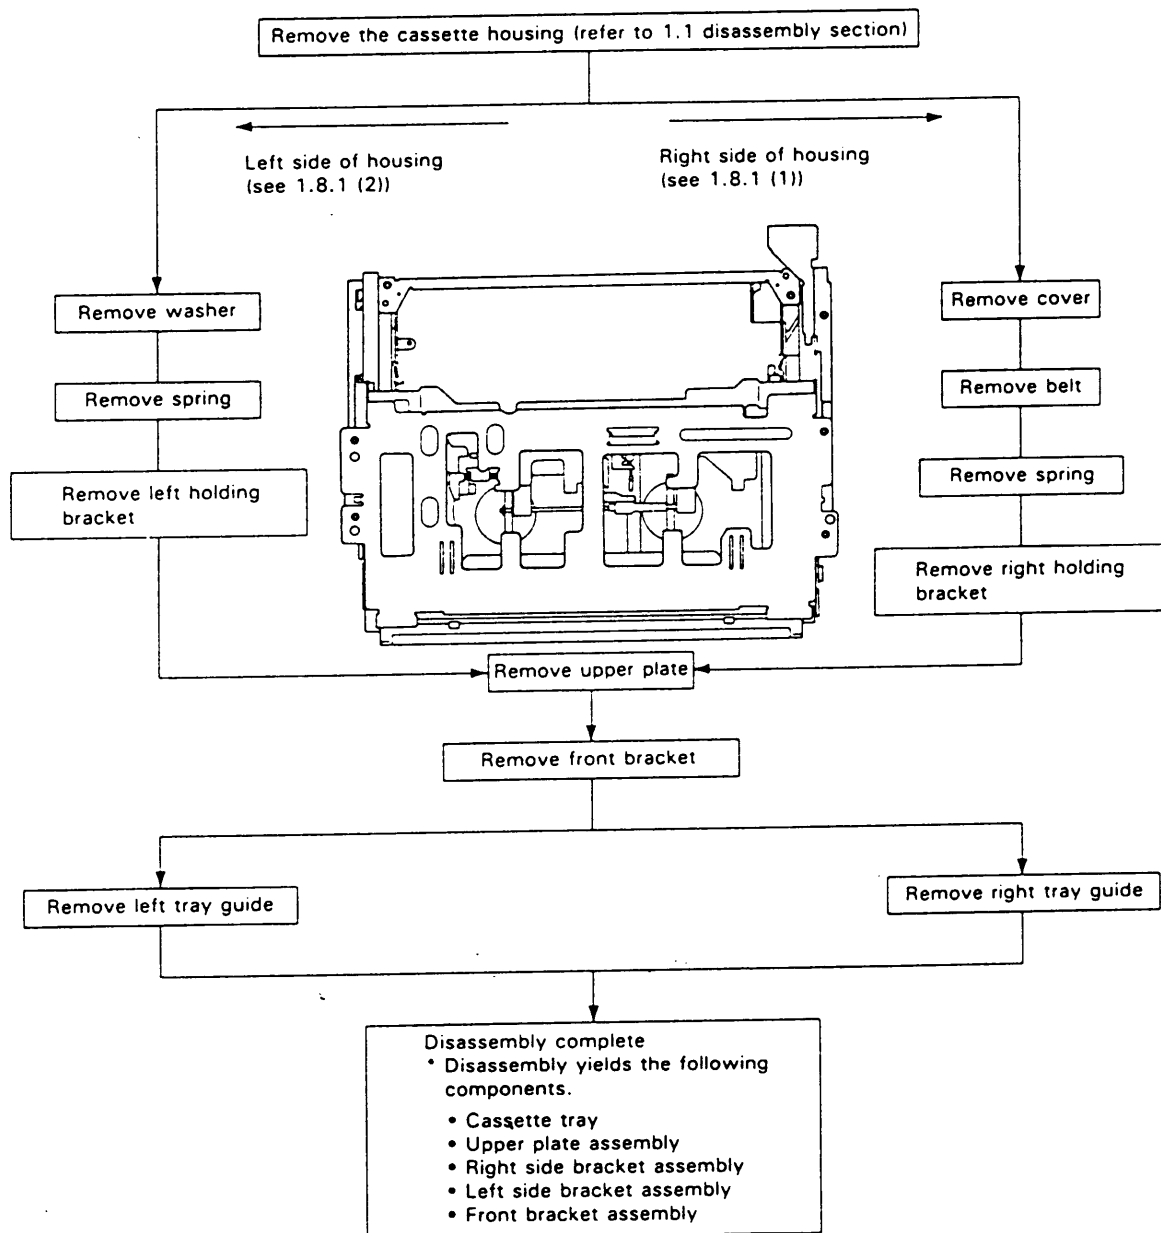 Remove the cassette housing (refer to 1.1 disassembly section)
Left side of housing
(see 1.8.1 (2))
Right side of housing
(see 1.8.1 (1))
Remove washer
Remove spring
Remove left holding
bracket
Remove cover
Remove belt
Remove spring
Remove right holding
bracket
Remove upper plate
Remove front bracket
Remove left tray guide
Remove right tray guide
Disassembly complete
* Disassembly yields the following
components.
• Cassette tray
• Upper plate assembly
• Right side bracket assembly
• Left side bracket assembly
• Front bracket assembly